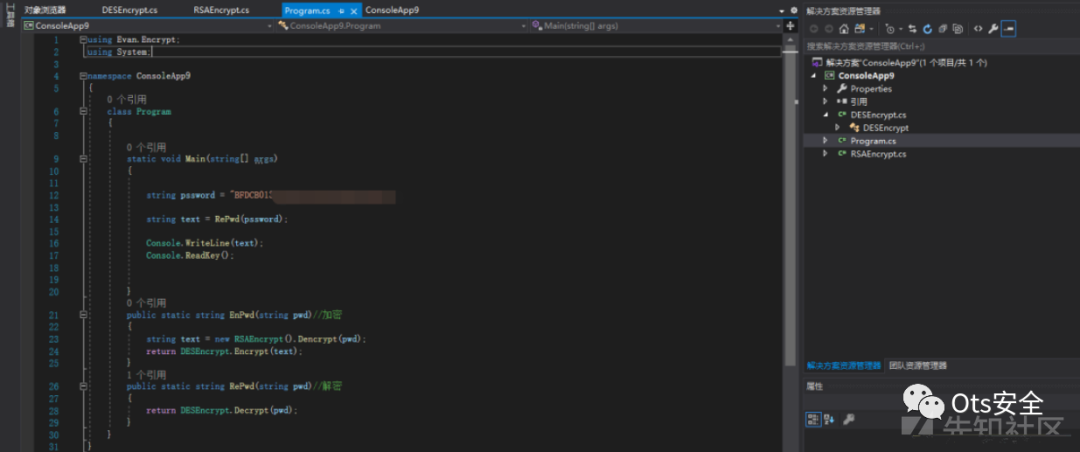 对象浏览器 DESEncrypt.cs RSAEncrypt.cs Program.cs ConsoleApp9
ConsoleApp9 ConsoleApp9.Program Main(string[] args)
1 using Evan.Encrypt;
2 using System;
3
4 namespace ConsoleApp9
5 {
0 个引用
6 class Program
7 {
8
0 个引用
9 static void Main(string[] args)
10 {
11
12 string pssword = "BFDCB013
13
14 string text = RePwd(pssword);
15
16 Console.WriteLine(text);
17 Console.ReadKey();
18
19
20 }
0 个引用
21 public static string EnPwd(string pwd)//加密
22 {
23 string text = new RSAEncrypt().Dencrypt(pwd);
24 return DESEncrypt.Encrypt(text);
25 }
1 个引用
26 public static string RePwd(string pwd)//解密
27 {
28 return DESEncrypt.Decrypt(pwd);
29 }
30 }
31 }
解决方案资源管理器
搜索解决方案资源管理器(Ctrl+;)
解决方案"ConsoleApp9"(1 个项目/共 1 个)
ConsoleApp9
Properties
引用
DESEncrypt.cs
DESEncrypt
Program.cs
RSAEncrypt.cs
解决方案资源管理器 团队资源管理器
属性
Ots安全
先知社区